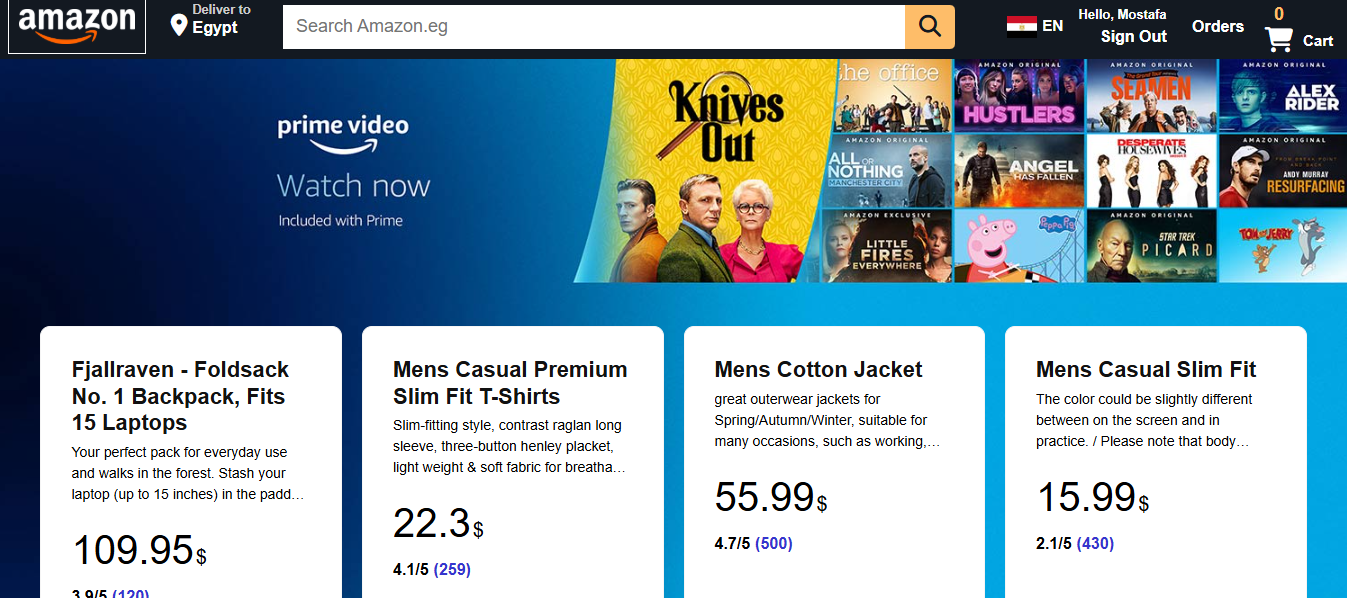 amazon
Deliver to
Egypt
Search Amazon.eg
EN
Hello, Mostafa
Sign Out
Orders
0
Cart
prime video
Watch now
Included with Prime
Knives
Out
the office
AMAZON ORIGINAL
HUSTLERS
AMAZON ORIGINAL
The Grand Tour
SEAMEN
AMAZON ORIGINAL
ALEX
RIDER
AMAZON ORIGINAL
ALL OR
NOTHING
MANCHESTER CITY
ANGEL
HAS FALLEN
DESPERATE
HOUSEWIVES
AMAZON ORIGINAL
ANDY MURRAY
RESURFACING
AMAZON EXCLUSIVE
LITTLE
FIRES
EVERYWHERE
Peppa Pig
AMAZON ORIGINAL
STAR TREK
PICARD
TOM and JERRY
Fjallraven - Foldsack
No. 1 Backpack, Fits
15 Laptops
Your perfect pack for everyday use
and walks in the forest. Stash your
laptop (up to 15 inches) in the padd…
109.95$
3.9/5 (120)
Mens Casual Premium
Slim Fit T-Shirts
Slim-fitting style, contrast raglan long
sleeve, three-button henley placket,
light weight & soft fabric for breatha…
22.3$
4.1/5 (259)
Mens Cotton Jacket
great outerwear jackets for
Spring/Autumn/Winter, suitable for
many occasions, such as working,…
55.99$
4.7/5 (500)
Mens Casual Slim Fit
The color could be slightly different
between on the screen and in
practice. / Please note that body…
15.99$
2.1/5 (430)